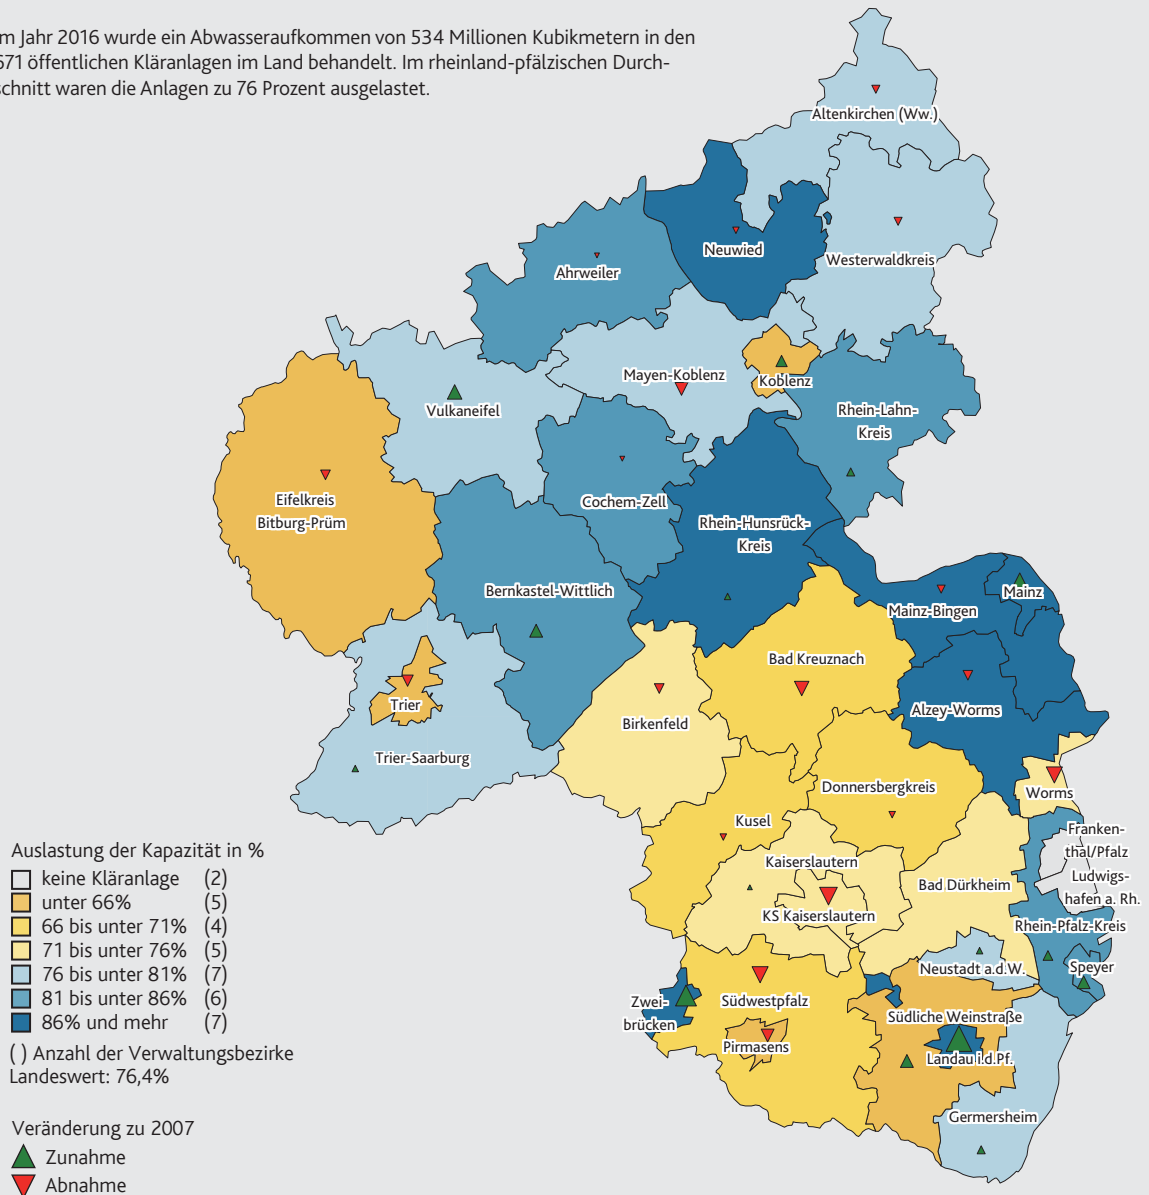 m Jahr 2016 wurde ein Abwasseraufkommen von 534 Millionen Kubikmetern in den
671 öffentlichen Kläranlagen im Land behandelt. Im rheinland-pfälzischen Durch-
schnitt waren die Anlagen zu 76 Prozent ausgelastet.
Altenkirchen (Ww.)
Neuwied
Westerwaldkreis
Ahrweiler
Mayen-Koblenz
Koblenz
Vulkaneifel
Rhein-Lahn-
Kreis
Eifelkreis
Bitburg-Prüm
Cochem-Zell
Rhein-Hunsrück-
Kreis
Bernkastel-Wittlich
Mainz-Bingen
Mainz
Bad Kreuznach
Trier
Birkenfeld
Alzey-Worms
Trier-Saarburg
Donnersbergkreis
Worms
Kusel
Franken-
thal/Pfalz
Kaiserslautern
Ludwigs-
hafen a. Rh.
Bad Dürkheim
KS Kaiserslautern
Rhein-Pfalz-Kreis
Neustadt a.d.W.
Speyer
Zwei-
brücken
Südwestpfalz
Südliche Weinstraße
Pirmasens
Landau i.d.Pf.
Germersheim
Auslastung der Kapazität in %
keine Kläranlage (2)
unter 66% (5)
66 bis unter 71% (4)
71 bis unter 76% (5)
76 bis unter 81% (7)
81 bis unter 86% (6)
86% und mehr (7)
( ) Anzahl der Verwaltungsbezirke
Landeswert: 76,4%
Veränderung zu 2007
Zunahme
Abnahme